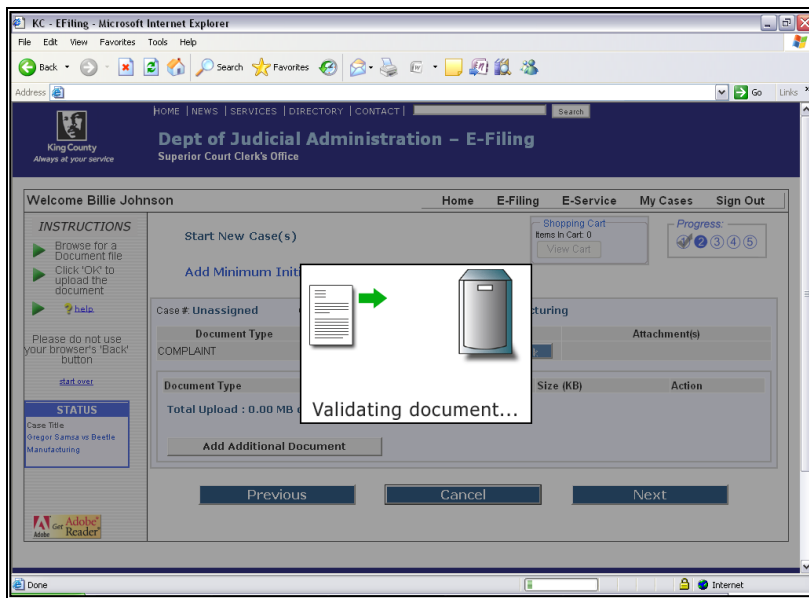 KC - EFiling - Microsoft Internet Explorer
File Edit View Favorites Tools Help
Back Search Favorites
Address Go Links »
HOME | NEWS | SERVICES | DIRECTORY | CONTACT | Search
King County
Always at your service
Dept of Judicial Administration – E-Filing
Superior Court Clerk's Office
Welcome Billie Johnson Home E-Filing E-Service My Cases Sign Out
INSTRUCTIONS
Browse for a
Document file
Click 'OK' to
upload the
document
? help
Please do not use
your browser's 'Back'
button
start over
STATUS
Case Title
Gregor Samsa vs Beetle
Manufacturing
Get Adobe®
Adobe Reader®
Start New Case(s)
Shopping Cart
Items In Cart: 0
View Cart
Progress:
2 3 4 5
Add Minimum Init
Case #: Unassigned
Document Type Attachment(s)
COMPLAINT
Document Type Size (KB) Action
Total Upload : 0.00 MB
Validating document...
Add Additional Document
Previous Cancel Next
Done Internet